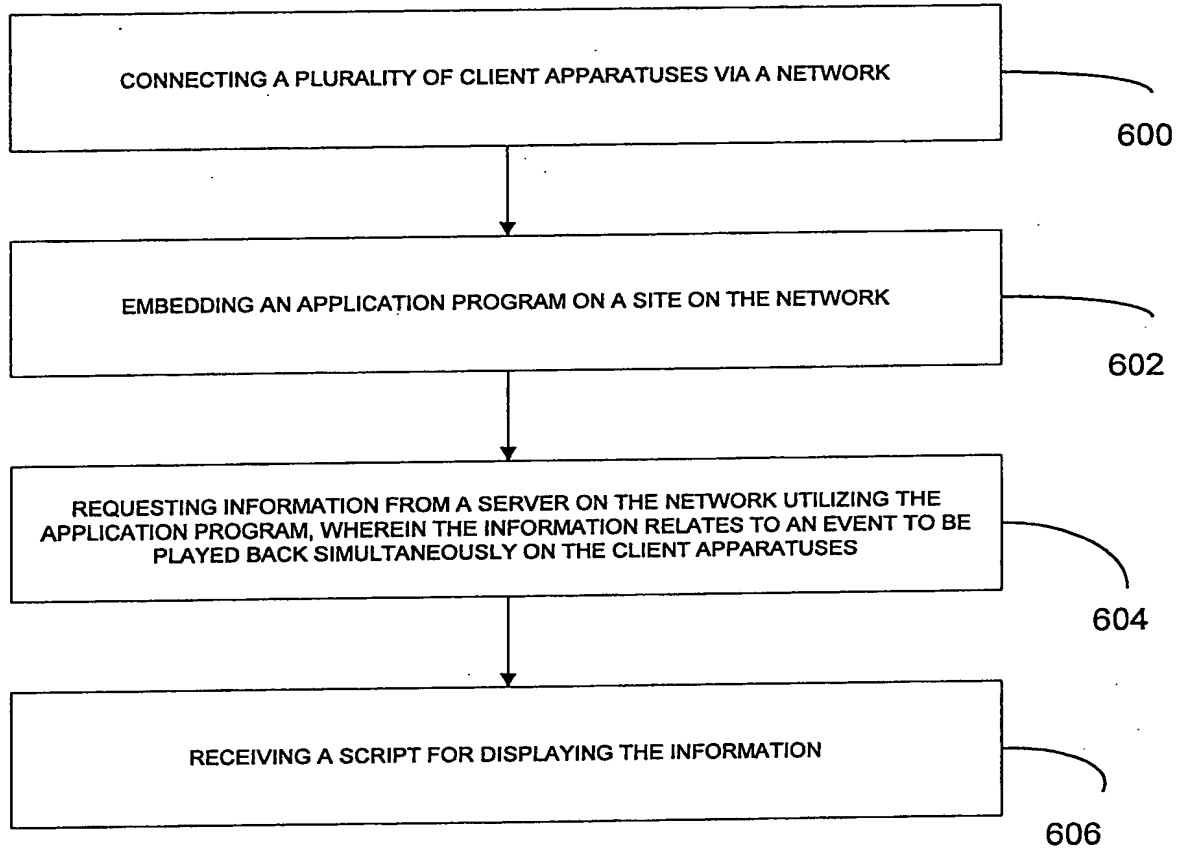 CONNECTING A PLURALITY OF CLIENT APPARATUSES VIA A NETWORK
600
EMBEDDING AN APPLICATION PROGRAM ON A SITE ON THE NETWORK
602
REQUESTING INFORMATION FROM A SERVER ON THE NETWORK UTILIZING THE
APPLICATION PROGRAM, WHEREIN THE INFORMATION RELATES TO AN EVENT TO BE
PLAYED BACK SIMULTANEOUSLY ON THE CLIENT APPARATUSES
604
RECEIVING A SCRIPT FOR DISPLAYING THE INFORMATION
606